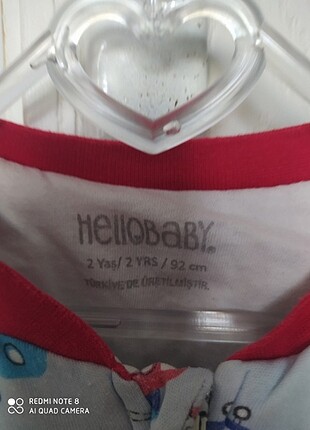 HELLOBABY®
2 Yaş/ 2 YRS / 92 cm
TÜRKİYE'DE ÜRETİLMİŞTİR.
REDMI NOTE 8
AI QUAD CAMERA